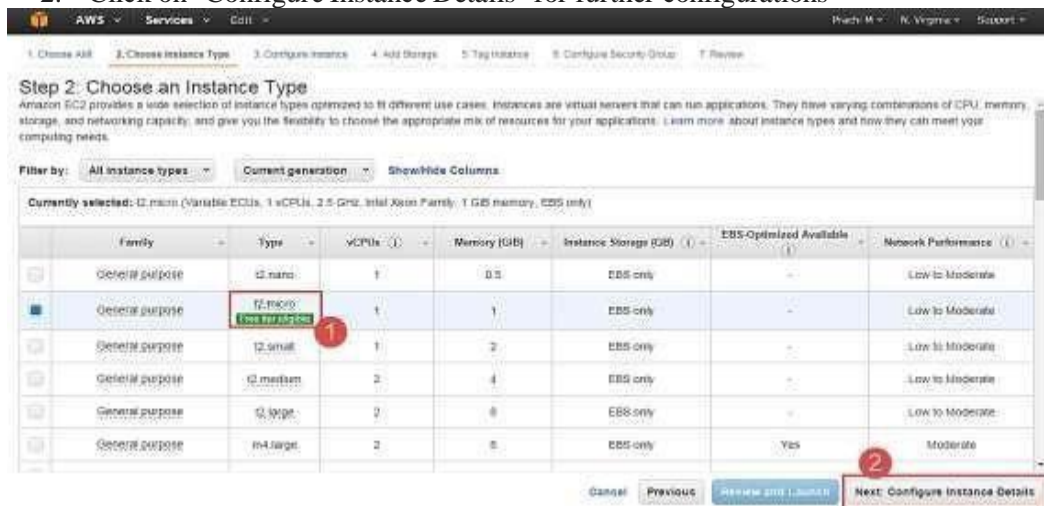 2. Click on "Configure Instance Details" for further configurations
AWS Services Edit Prachi M N. Virginia Support
1. Choose AMI 2. Choose Instance Type 3. Configure Instance 4. Add Storage 5. Tag Instance 6. Configure Security Group 7. Review
Step 2: Choose an Instance Type
Amazon EC2 provides a wide selection of instance types optimized to fit different use cases. Instances are virtual servers that can run applications. They have varying combinations of CPU, memory,
storage, and networking capacity, and give you the flexibility to choose the appropriate mix of resources for your applications. Learn more about instance types and how they can meet your
computing needs.
Filter by: All instance types Current generation Show/Hide Columns
Currently selected: t2.micro (Variable ECUs, 1 vCPUs, 2.5 GHz, Intel Xeon Family, 1 GiB memory, EBS only)
Family Type vCPUs Memory (GiB) Instance Storage (GB) EBS-Optimized Available Network Performance
General purpose t2.nano 1 0.5 EBS only - Low to Moderate
General purpose t2.micro 1 1 EBS only - Low to Moderate
Free tier eligible
1
General purpose t2.small 1 2 EBS only - Low to Moderate
General purpose t2.medium 2 4 EBS only - Low to Moderate
General purpose t2.large 2 8 EBS only - Low to Moderate
General purpose m4.large 2 8 EBS only Yes Moderate
2
Cancel Previous Review and Launch Next: Configure Instance Details